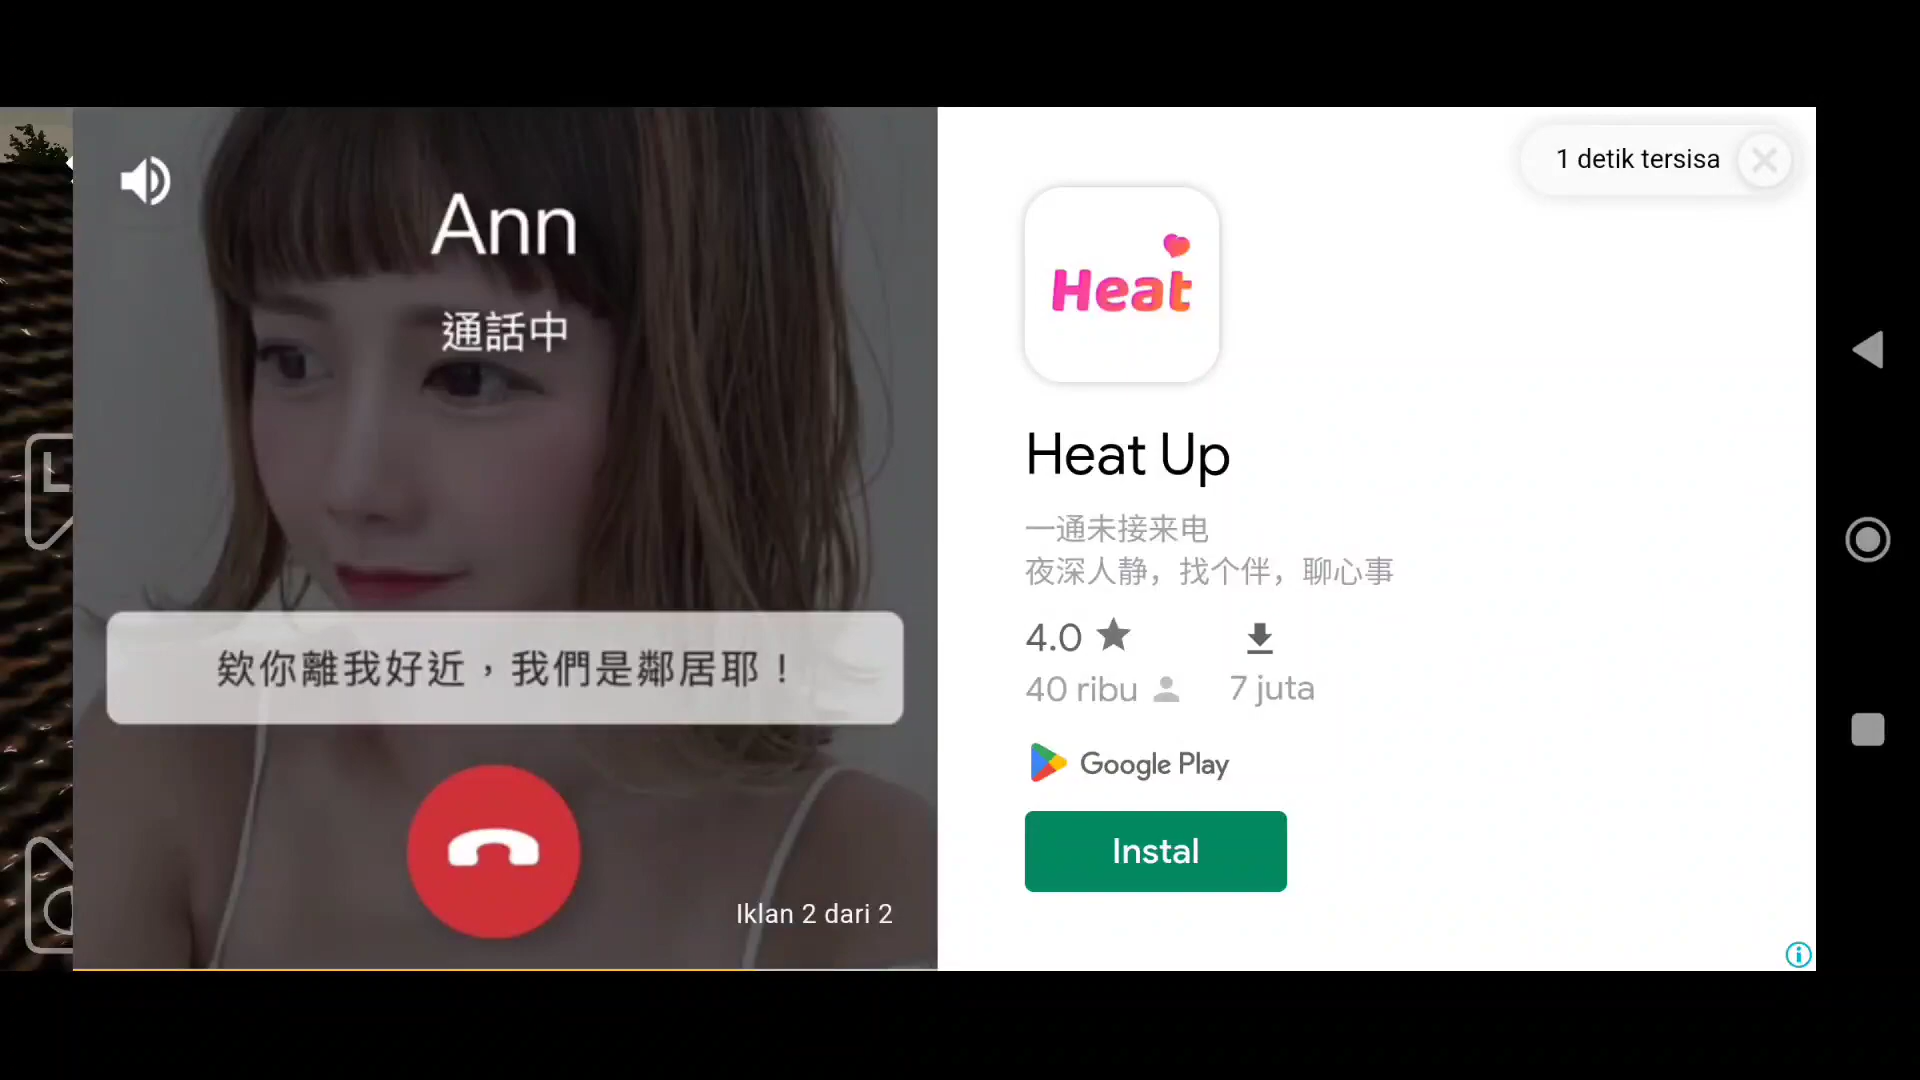 Ann
通話中
欸你離我好近，我們是鄰居耶！
Iklan 2 dari 2
1 detik tersisa
Heat
Heat Up
一通未接来电
夜深人静，找个伴，聊心事
4.0
40 ribu
7 juta
Google Play
Instal
L